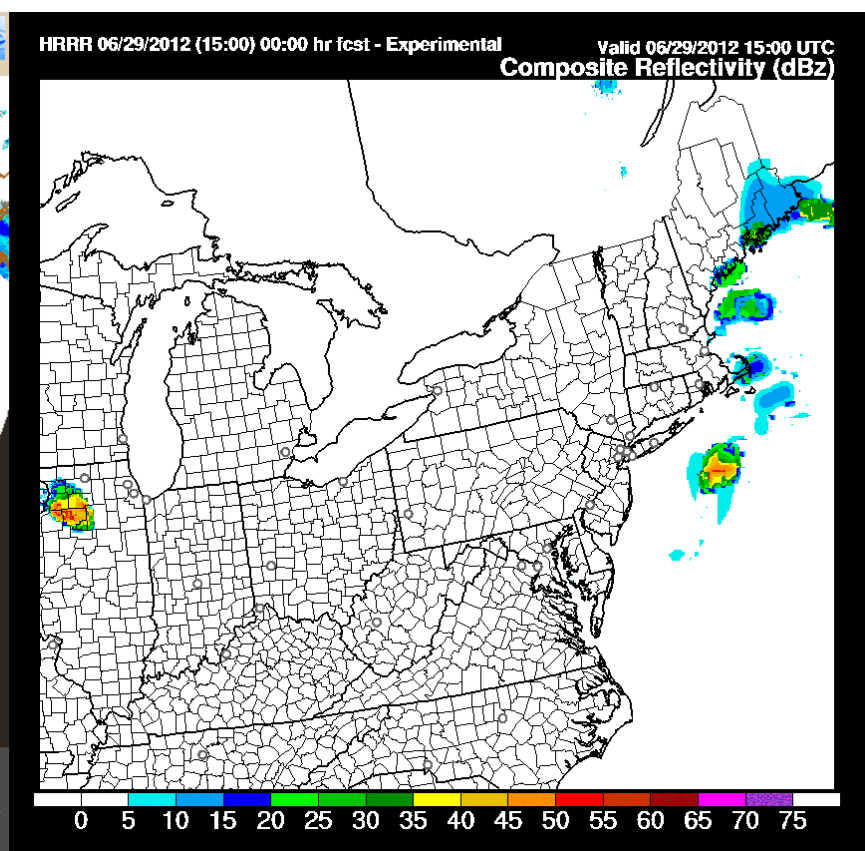 HRRR 06/29/2012 (15:00) 00:00 hr fcst - Experimental
Valid 06/29/2012 15:00 UTC
Composite Reflectivity (dBz)
0 5 10 15 20 25 30 35 40 45 50 55 60 65 70 75